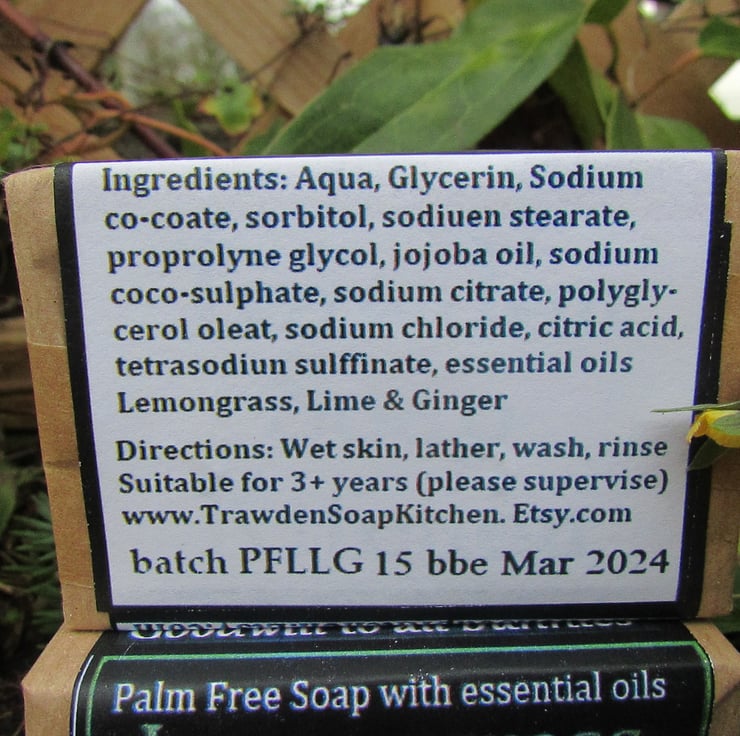 Ingredients: Aqua, Glycerin, Sodium
co-coate, sorbitol, sodiuen stearate,
proprolyne glycol, jojoba oil, sodium
coco-sulphate, sodium citrate, polygly-
cerol oleat, sodium chloride, citric acid,
tetrasodiun sulffinate, essential oils
Lemongrass, Lime & Ginger
Directions: Wet skin, lather, wash, rinse
Suitable for 3+ years (please supervise)
www.TrawdenSoapKitchen. Etsy.com
batch PFLLG 15 bbe Mar 2024
Palm Free Soap with essential oils